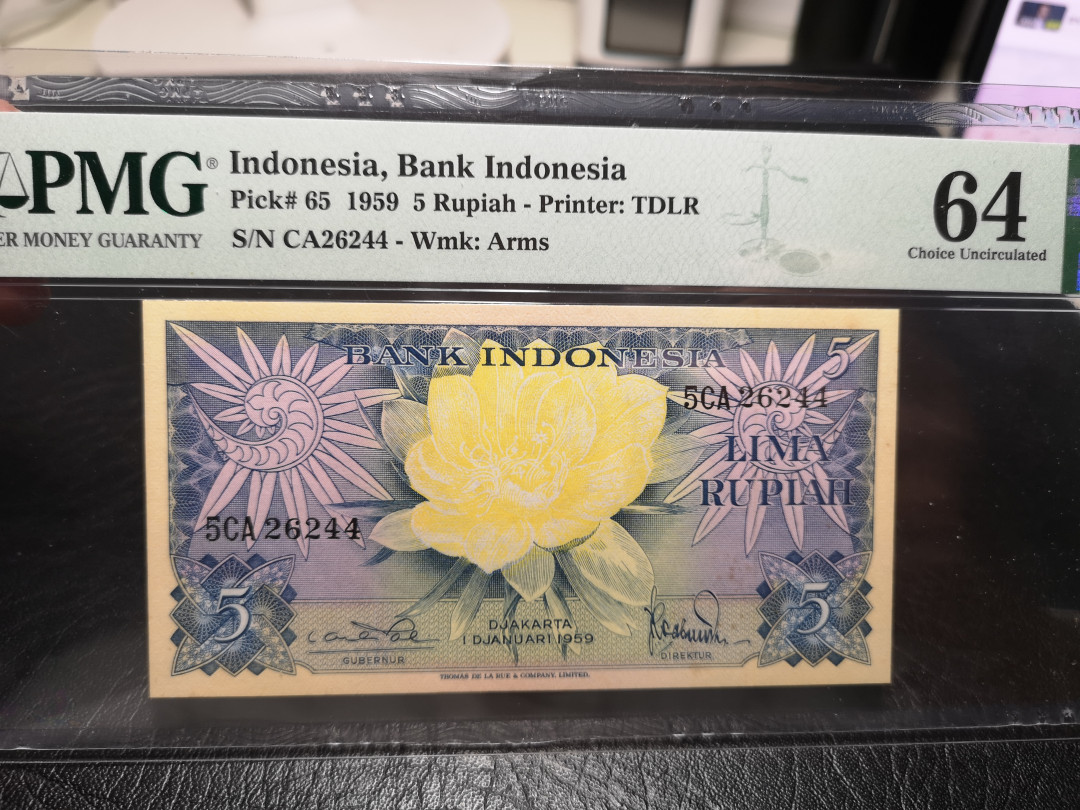 PMG®
ER MONEY GUARANTY
Indonesia, Bank Indonesia
Pick# 65 1959 5 Rupiah - Printer: TDLR
S/N CA26244 - Wmk: Arms
64
Choice Uncirculated
BANK INDONESIA
5
5CA 26244
LIMA
RUPIAH
5CA 26244
5
5
DJAKARTA
1 DJANUARI 1959
GUBERNUR
DIREKTUR
THOMAS DE LA RUE & COMPANY, LIMITED.